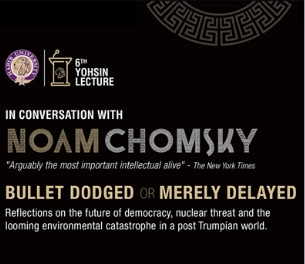 HABIB UNIVERSITY
6TH
YOHSIN
LECTURE
IN CONVERSATION WITH
NOAM CHOMSKY
"Arguably the most important intellectual alive" - The New York Times
BULLET DODGED OR MERELY DELAYED
Reflections on the future of democracy, nuclear threat and the
looming environmental catastrophe in a post Trumpian world.